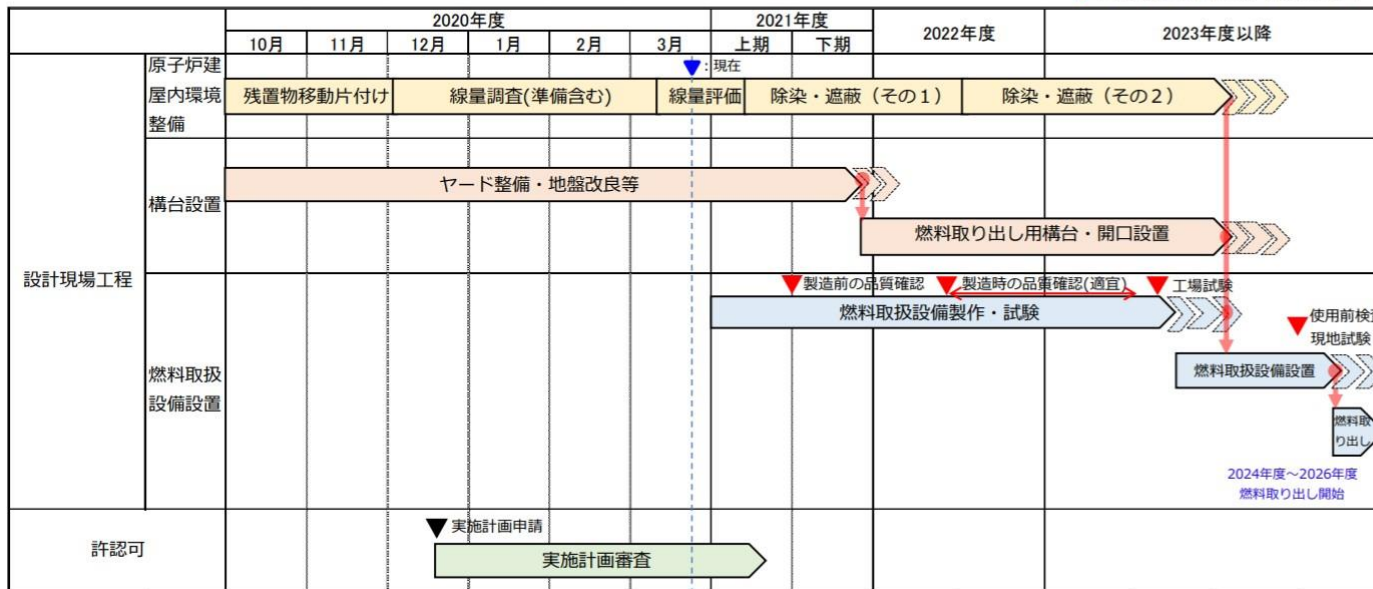 2020年度
2021年度
2022年度
2023年度以降
10月
11月
12月
1月
2月
3月
上期
下期
設計現場工程
原子炉建
屋内環境
整備
:現在
残置物移動片付け
線量調査(準備含む)
線量評価
除染・遮蔽（その１）
除染・遮蔽（その２）
構台設置
ヤード整備・地盤改良等
燃料取り出し用構台・開口設置
燃料取扱
設備設置
製造前の品質確認
製造時の品質確認(適宜)
工場試験
燃料取扱設備製作・試験
使用前検
現地試験
燃料取扱設備設置
燃料取
り出し
2024年度～2026年度
燃料取り出し開始
許認可
実施計画申請
実施計画審査